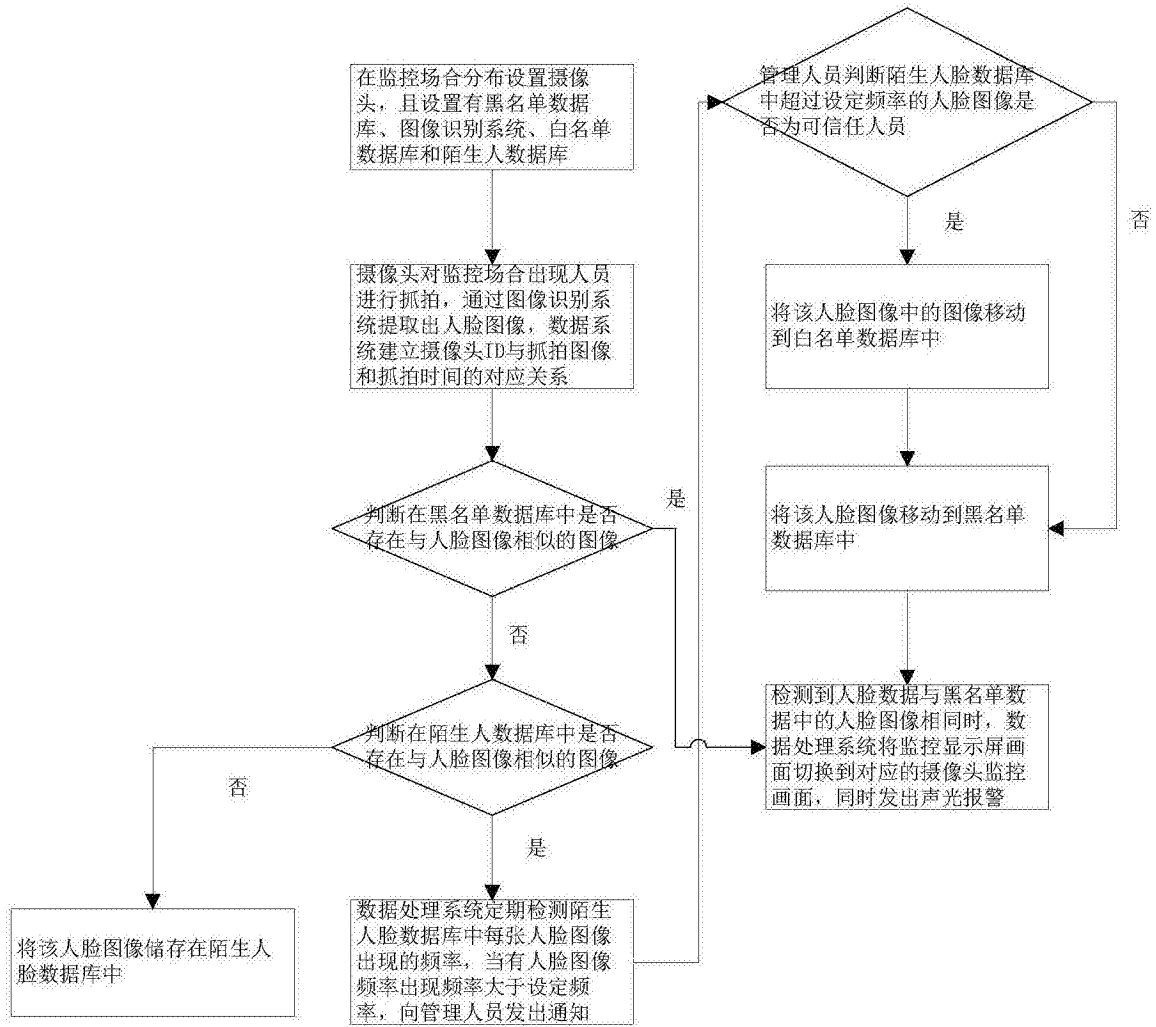 在监控场合分布设置摄像
头，且设置有黑名单数据
库、图像识别系统、白名单
数据库和陌生人数据库
摄像头对监控场合出现人员
进行抓拍，通过图像识别系
统提取出人脸图像，数据系
统建立摄像头ID与抓拍图像
和抓拍时间的对应关系
判断在黑名单数据库中是否
存在与人脸图像相似的图像
是
否
判断在陌生人数据库中是否
存在与人脸图像相似的图像
否
是
将该人脸图像储存在陌生人
脸数据库中
数据处理系统定期检测陌生
人脸数据库中每张人脸图像
出现的频率，当有人脸图像
频率出现频率大于设定频
率，向管理人员发出通知
管理人员判断陌生人脸数据库
中超过设定频率的人脸图像是
否为可信任人员
是
否
将该人脸图像中的图像移动
到白名单数据库中
将该人脸图像移动到黑名单
数据库中
检测到人脸数据与黑名单数
据中的人脸图像相同时，数
据处理系统将监控显示屏画
面切换到对应的摄像头监控
画面，同时发出声光报警